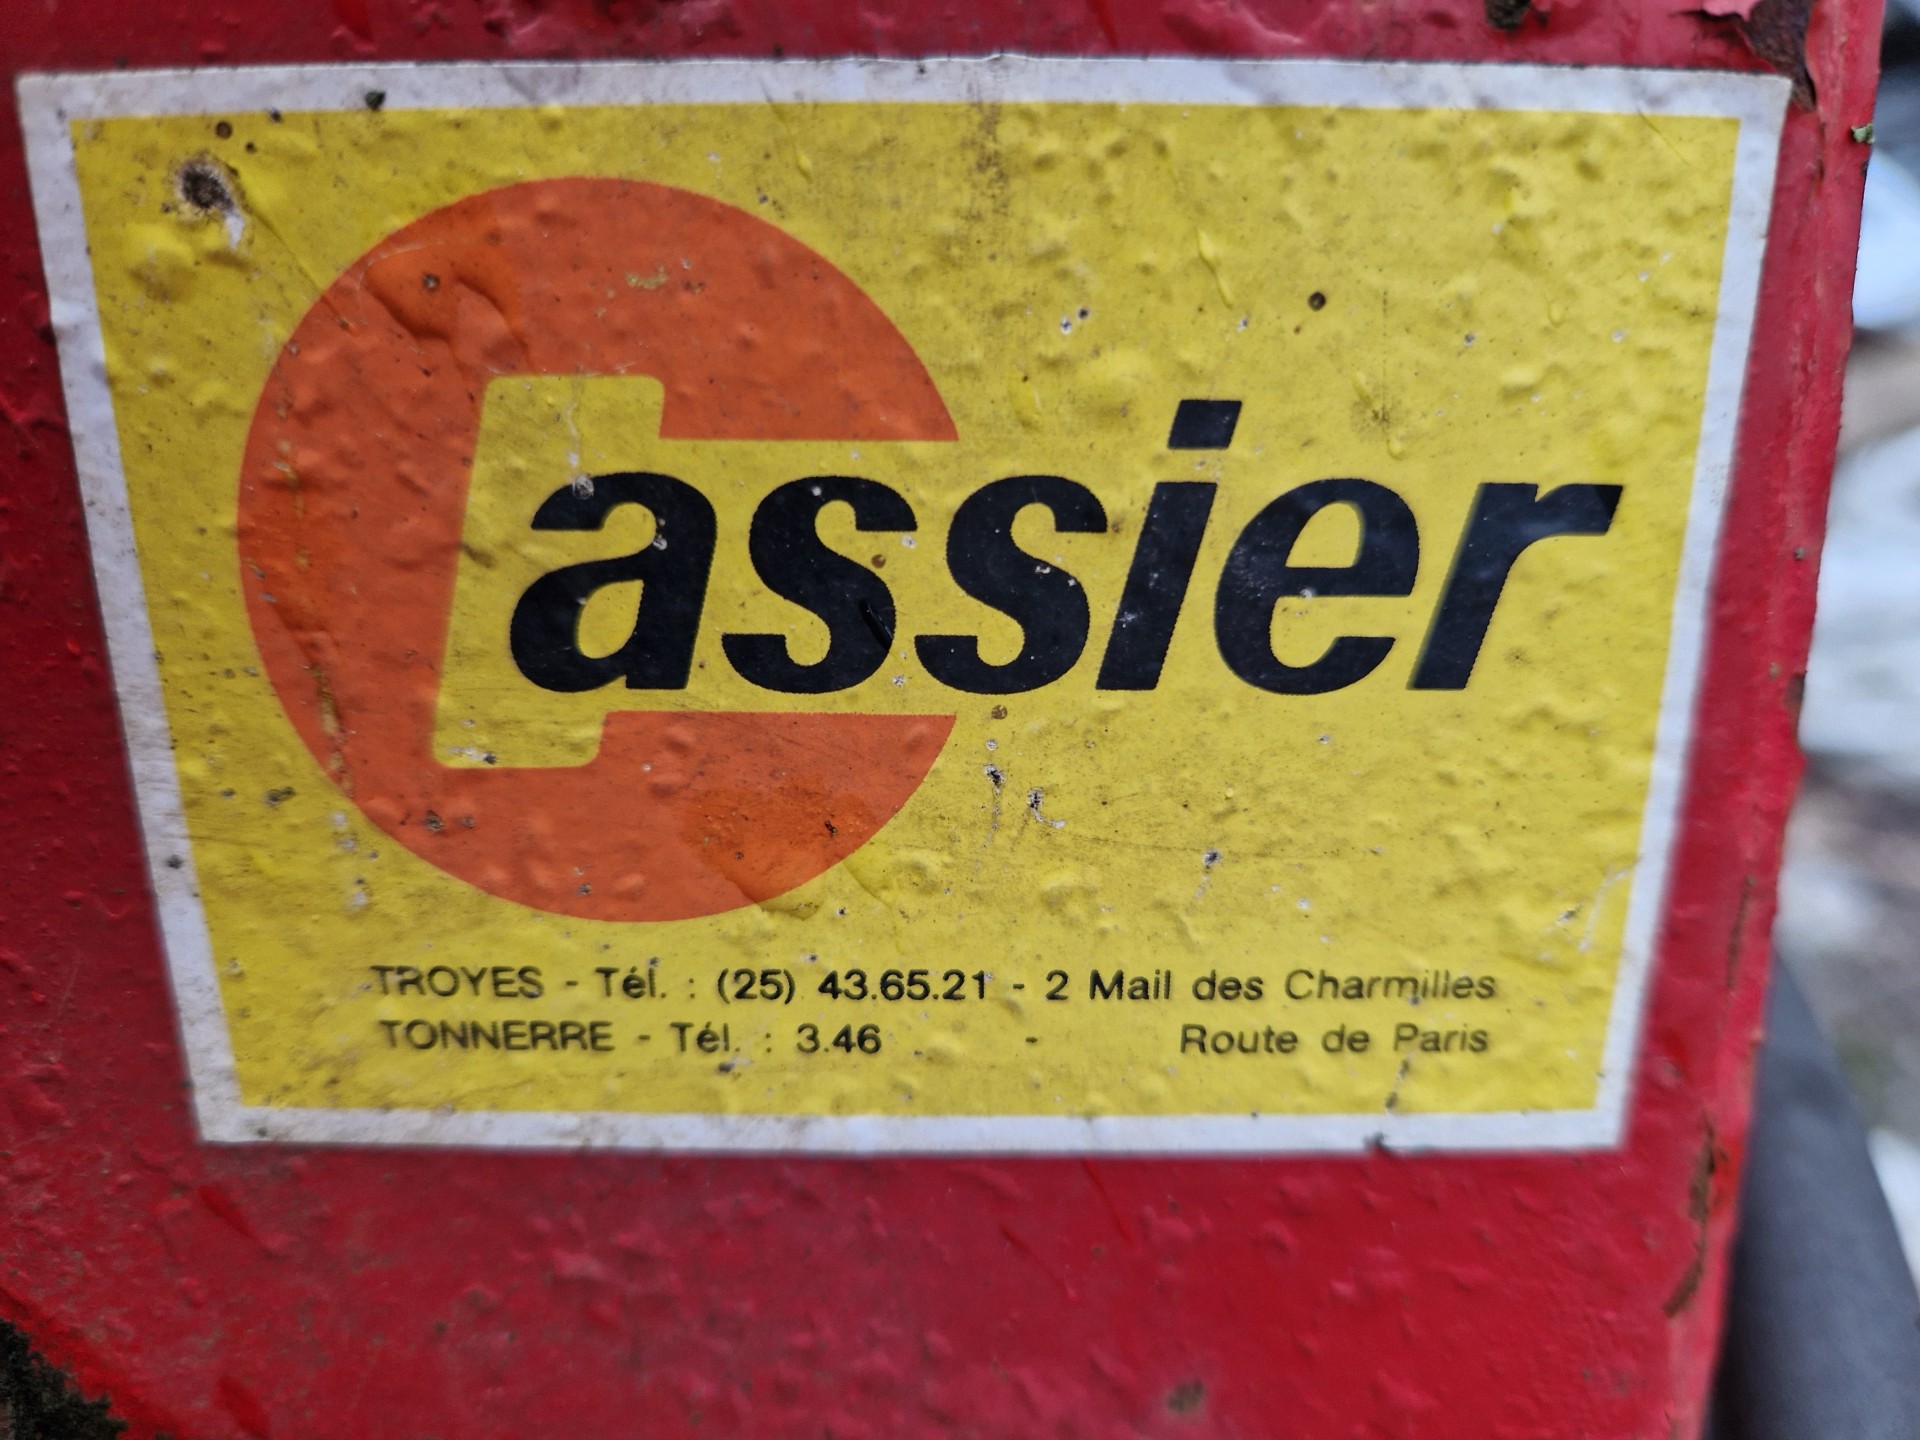 Cassier
TROYES - Tél. : (25) 43.65.21 - 2 Mail des Charmilles
TONNERRE - Tél. : 3.46 - Route de Paris